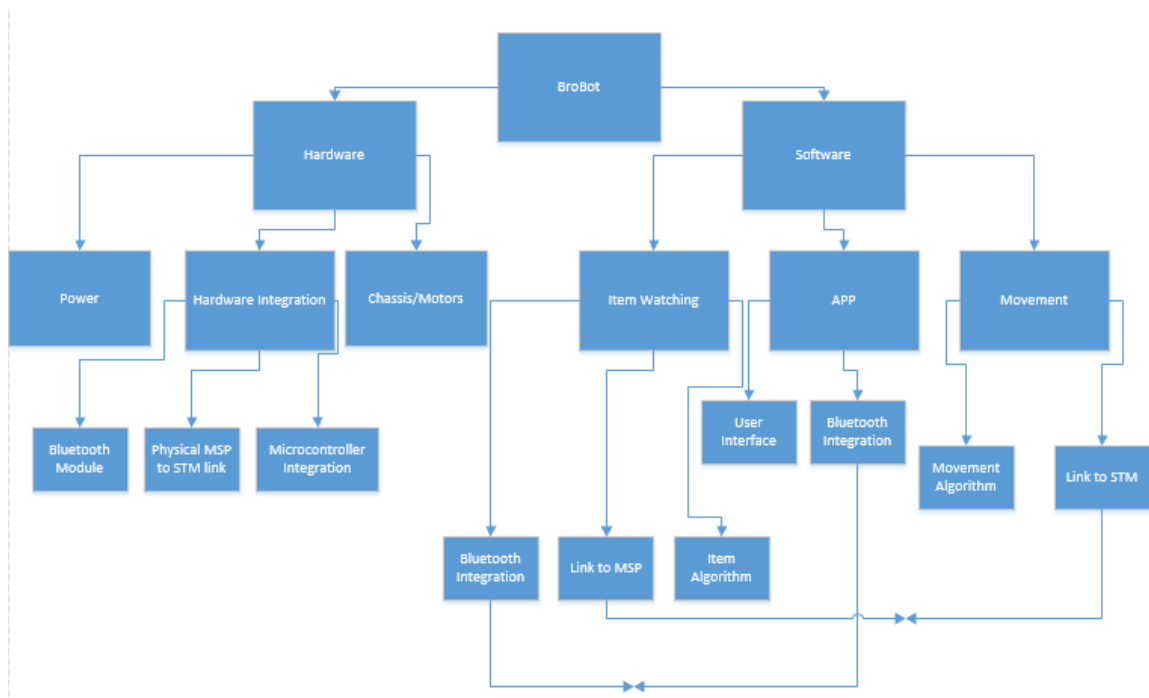 BroBot
Hardware
Software
Power
Hardware Integration
Chassis/Motors
Item Watching
APP
Movement
Bluetooth
Module
Physical MSP
to STM link
Microcontroller
Integration
User
Interface
Bluetooth
Integration
Movement
Algorithm
Link to STM
Bluetooth
Integration
Link to MSP
Item
Algorithm